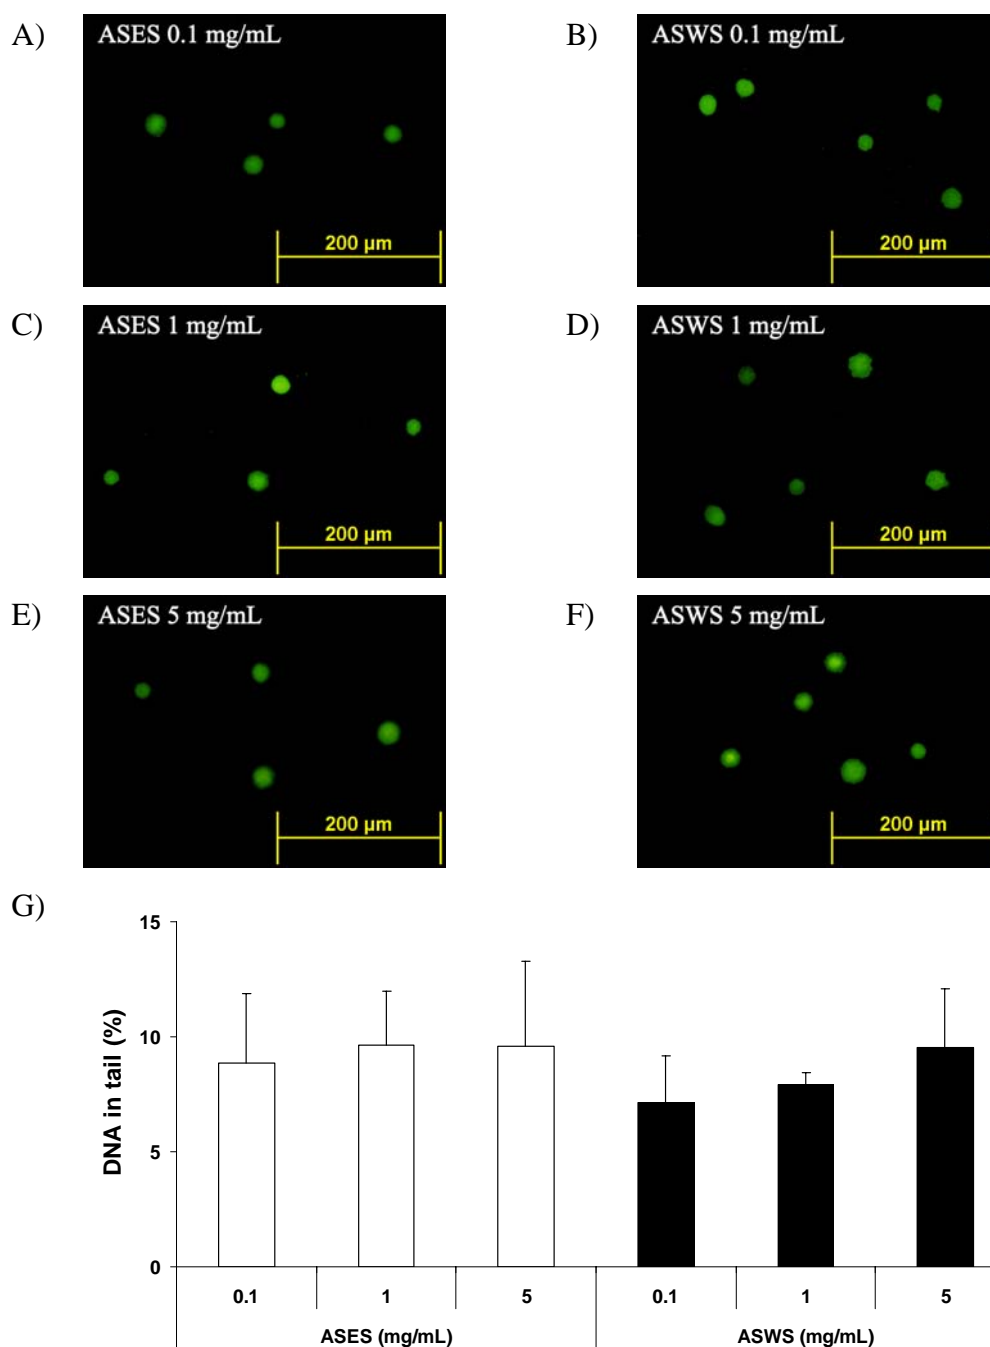 A)
ASES 0.1 mg/mL
200 µm
B)
ASWS 0.1 mg/mL
200 µm
C)
ASES 1 mg/mL
200 µm
D)
ASWS 1 mg/mL
200 µm
E)
ASES 5 mg/mL
200 µm
F)
ASWS 5 mg/mL
200 µm
G)
DNA in tail (%)
15
10
5
0
0.1 1 5 0.1 1 5
ASES (mg/mL) ASWS (mg/mL)